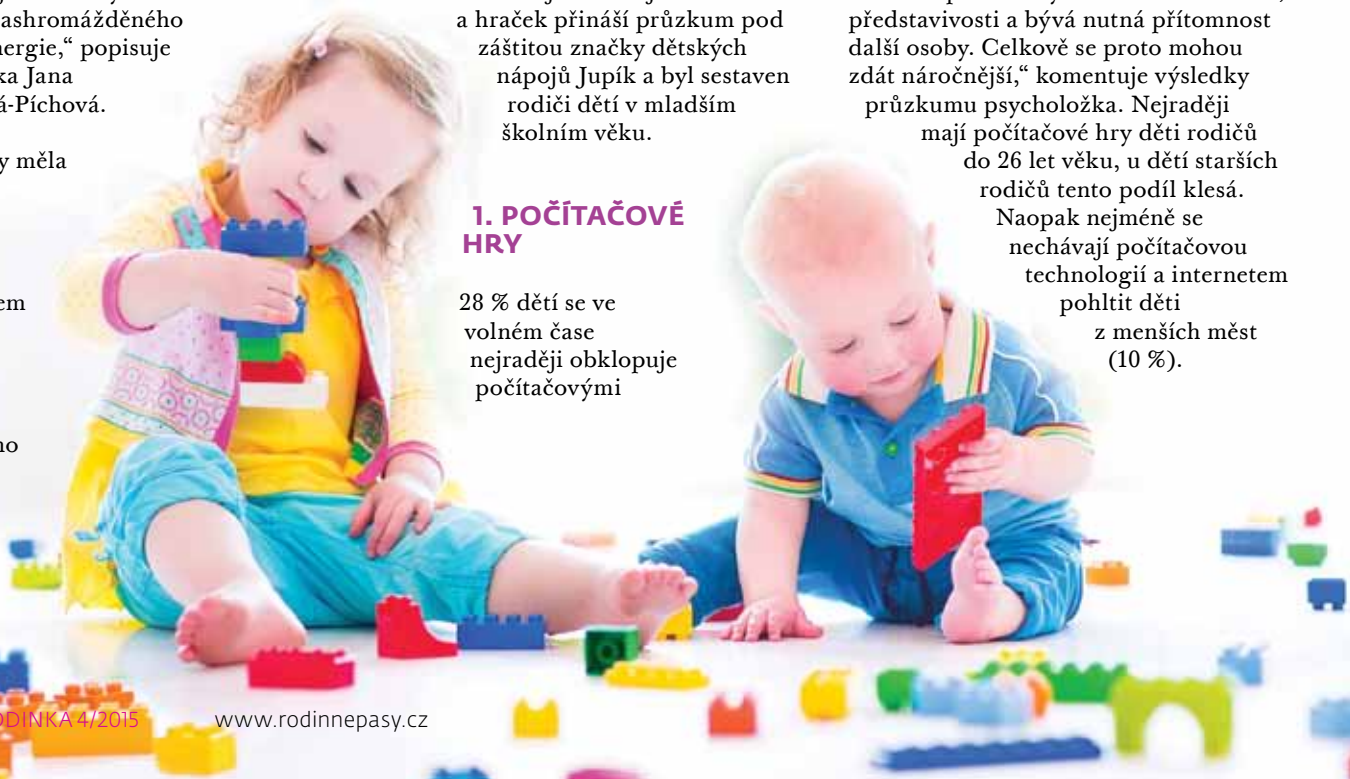 ashromážděného
nergie,“ popisuje
ka Jana
á-Píchová.
y měla
em
no
a hraček přináší průzkum pod
záštitou značky dětských
nápojů Jupík a byl sestaven
rodiči dětí v mladším
školním věku.
1. POČÍTAČOVÉ
HRY
28 % dětí se ve
volném čase
nejraději obklopuje
počítačovými
představivosti a bývá nutná přítomnost
další osoby. Celkově se proto mohou
zdát náročnější,“ komentuje výsledky
průzkumu psycholožka. Nejraději
mají počítačové hry děti rodičů
do 26 let věku, u dětí starších
rodičů tento podíl klesá.
Naopak nejméně se
nechávají počítačovou
technologií a internetem
pohltit děti
z menších měst
(10 %).
DINKA 4/2015
www.rodinnepasy.cz